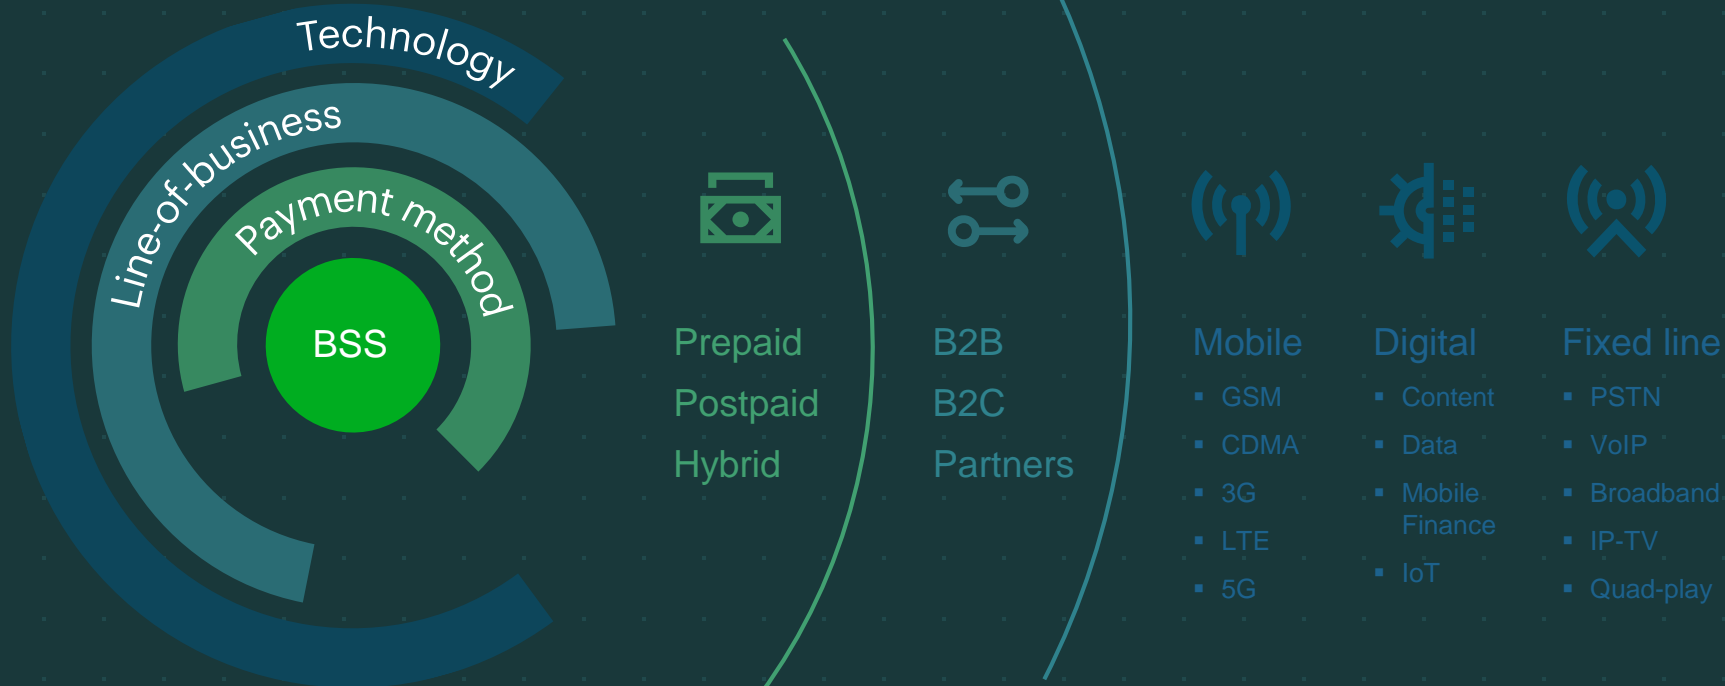 Technology
Line-of-business
Payment method
BSS
Prepaid
Postpaid
Hybrid
B2B
B2C
Partners
Mobile
▪ GSM
▪ CDMA
▪ 3G
▪ LTE
▪ 5G
Digital
▪ Content
▪ Data
▪ Mobile
Finance
▪ IoT
Fixed line
▪ PSTN
▪ VoIP
▪ Broadband
▪ IP-TV
▪ Quad-play